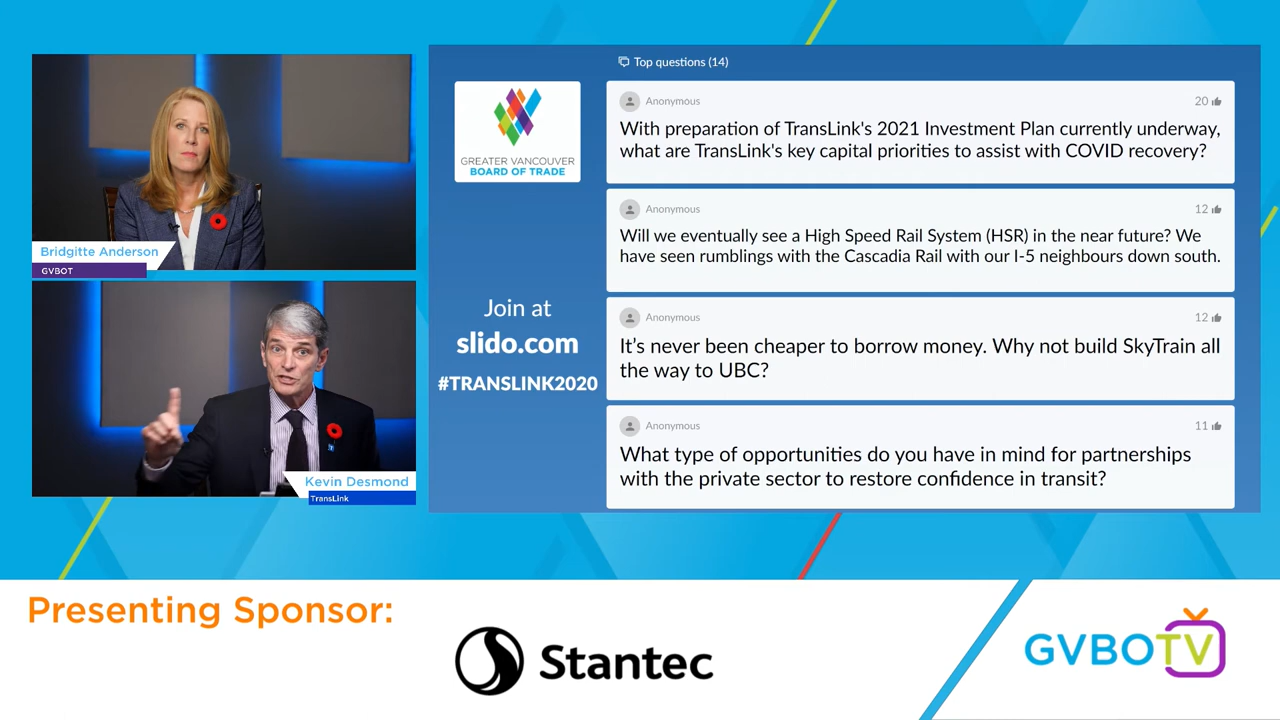 Bridgitte Anderson
GVBOT
Kevin Desmond
TransLink
GREATER VANCOUVER
BOARD OF TRADE
Join at
slido.com
#TRANSLINK2020
Top questions (14)
Anonymous 20
With preparation of TransLink's 2021 Investment Plan currently underway,
what are TransLink's key capital priorities to assist with COVID recovery?
Anonymous 12
Will we eventually see a High Speed Rail System (HSR) in the near future? We
have seen rumblings with the Cascadia Rail with our I-5 neighbours down south.
Anonymous 12
It's never been cheaper to borrow money. Why not build SkyTrain all
the way to UBC?
Anonymous 11
What type of opportunities do you have in mind for partnerships
with the private sector to restore confidence in transit?
Presenting Sponsor:
Stantec
GVBOTV